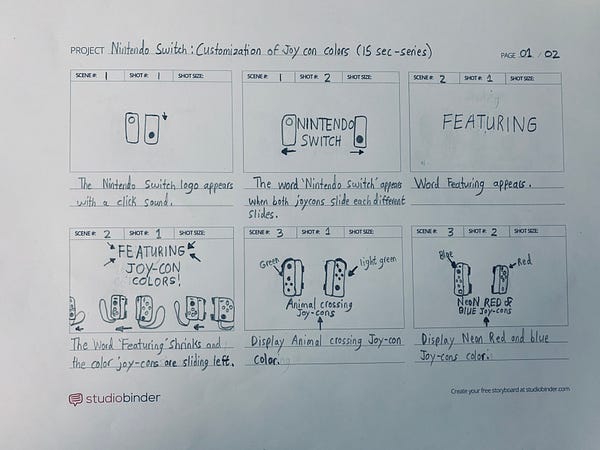 PROJECT Nintendo Switch: Customization of Joy con colors (15 sec-series)
PAGE 01 / 02
SCENE #: 1 SHOT #: 1 SHOT SIZE:
The Nintendo Switch logo appears
with a click sound.
SCENE #: 1 SHOT #: 2 SHOT SIZE:
NINTENDO
SWITCH
The word 'Nintendo Switch' appears
when both joycons slide each different
slides.
SCENE #: 2 SHOT #: 1 SHOT SIZE:
FEATURING
Word Featuring appears.
SCENE #: 2 SHOT #: 1 SHOT SIZE:
FEATURING
JOY-CON
COLORS!
The Word 'Featuring' Shrinks and
the color joy-cons are sliding left.
SCENE #: 3 SHOT #: 1 SHOT SIZE:
Green
light green
Animal crossing
Joy-cons
Display Animal crossing Joy-con
color.
SCENE #: 3 SHOT #: 2 SHOT SIZE:
Blue
Red
NeoN RED &
BLUE Joy-cons
Display Neon Red and blue
Joy-cons color.
studiobinder
Create your free storyboard at studiobinder.com